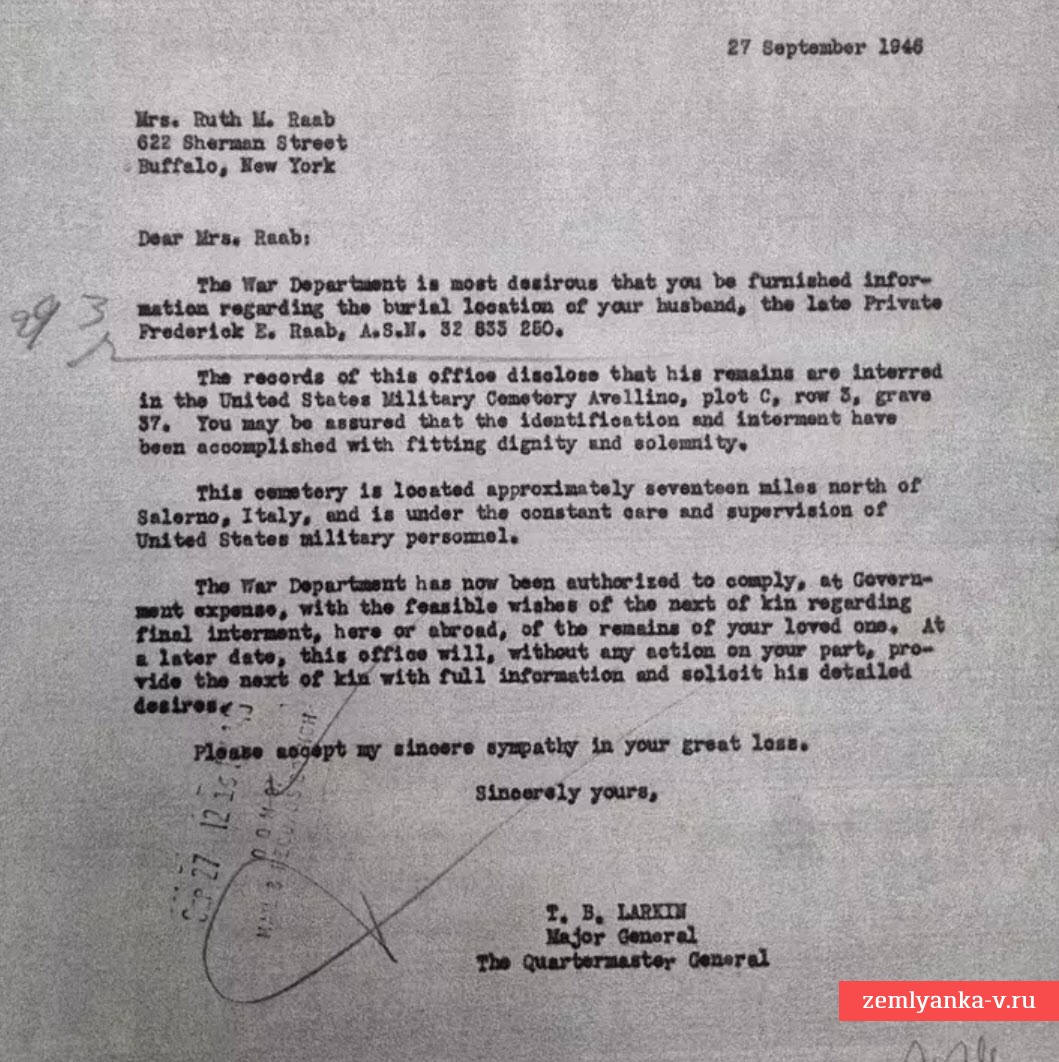 27 September 1946
Mrs. Ruth M. Raab
622 Sherman Street
Buffalo, New York
Dear Mrs. Raab:
The War Department is most desirous that you be furnished infor-
mation regarding the burial location of your husband, the late Private
Frederick E. Raab, A.S.N. 32 833 250.
The records of this office disclose that his remains are interred
in the United States Military Cemetery Avellino, plot C, row 3, grave
37. You may be assured that the identification and interment have
been accomplished with fitting dignity and solemnity.
This cemetery is located approximately seventeen miles north of
Salerno, Italy, and is under the constant care and supervision of
United States military personnel.
The War Department has now been authorized to comply, at Govern-
ment expense, with the feasible wishes of the next of kin regarding
final interment, here or abroad, of the remains of your loved one. At
a later date, this office will, without any action on your part, pro-
vide the next of kin with full information and solicit his detailed
desires.
Please accept my sincere sympathy in your great loss.
Sincerely yours,
SEP 27 12 15
T. B. LARKIN
Major General
The Quartermaster General
zemlyanka-v.ru